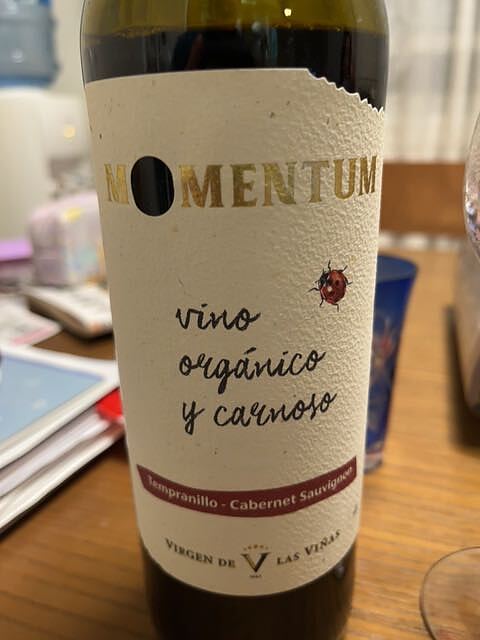 MOMENTUM
vino
orgánico
y carnoso
Tempranillo - Cabernet Sauvignon
VIRGEN DE V LAS VIÑAS